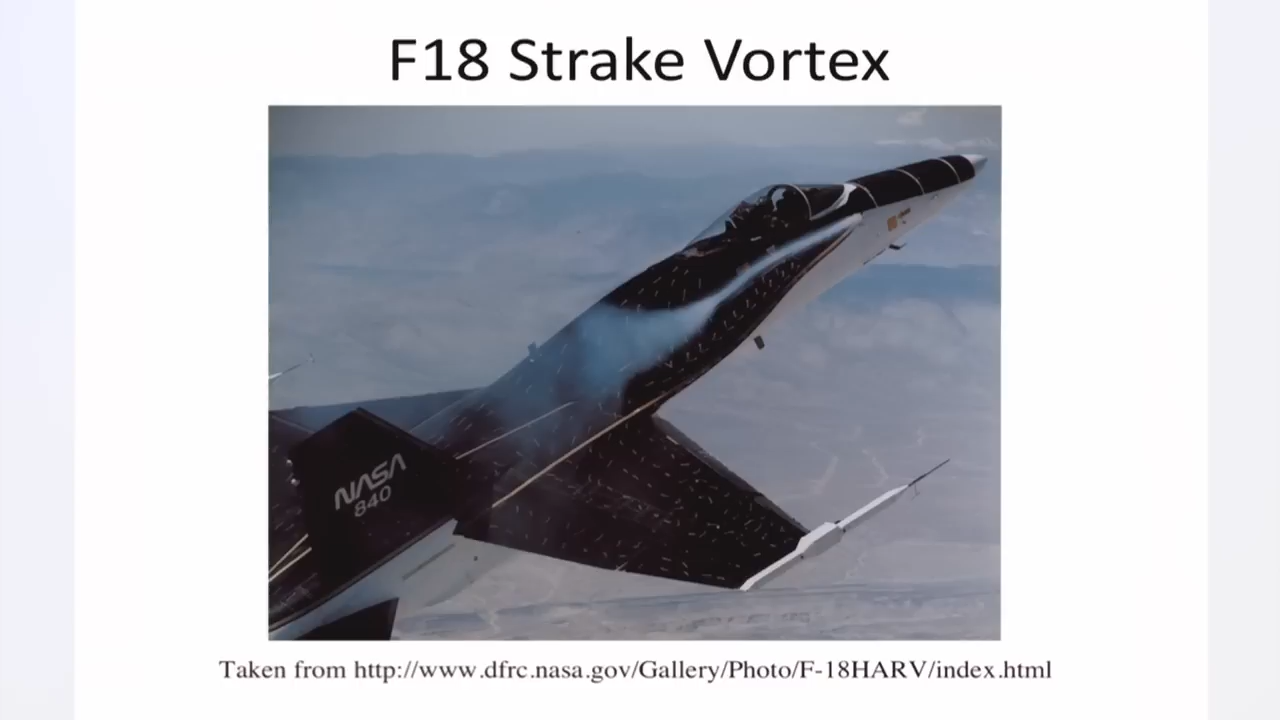 F18 Strake Vortex
NASA
840
Taken from http://www.dfrc.nasa.gov/Gallery/Photo/F-18HARV/index.html